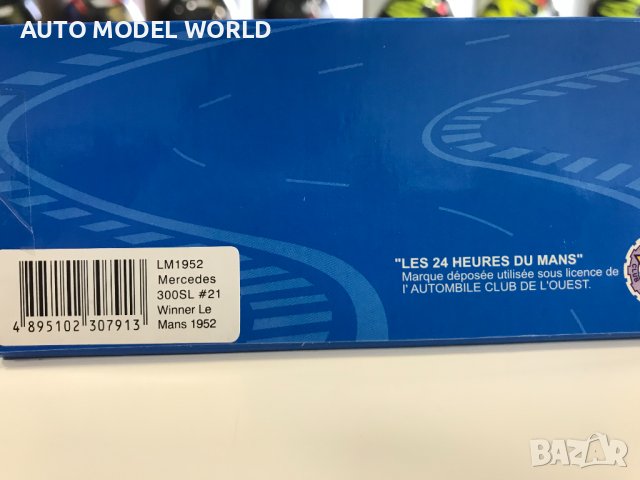 AUTO MODEL WORLD
LM1952
Mercedes
300SL #21
Winner Le
Mans 1952
4 895102 307913
"LES 24 HEURES DU MANS"
Marque déposée utilisée sous licence de
l' AUTOMBILE CLUB DE L'OUEST.
CLUB
BAZAR